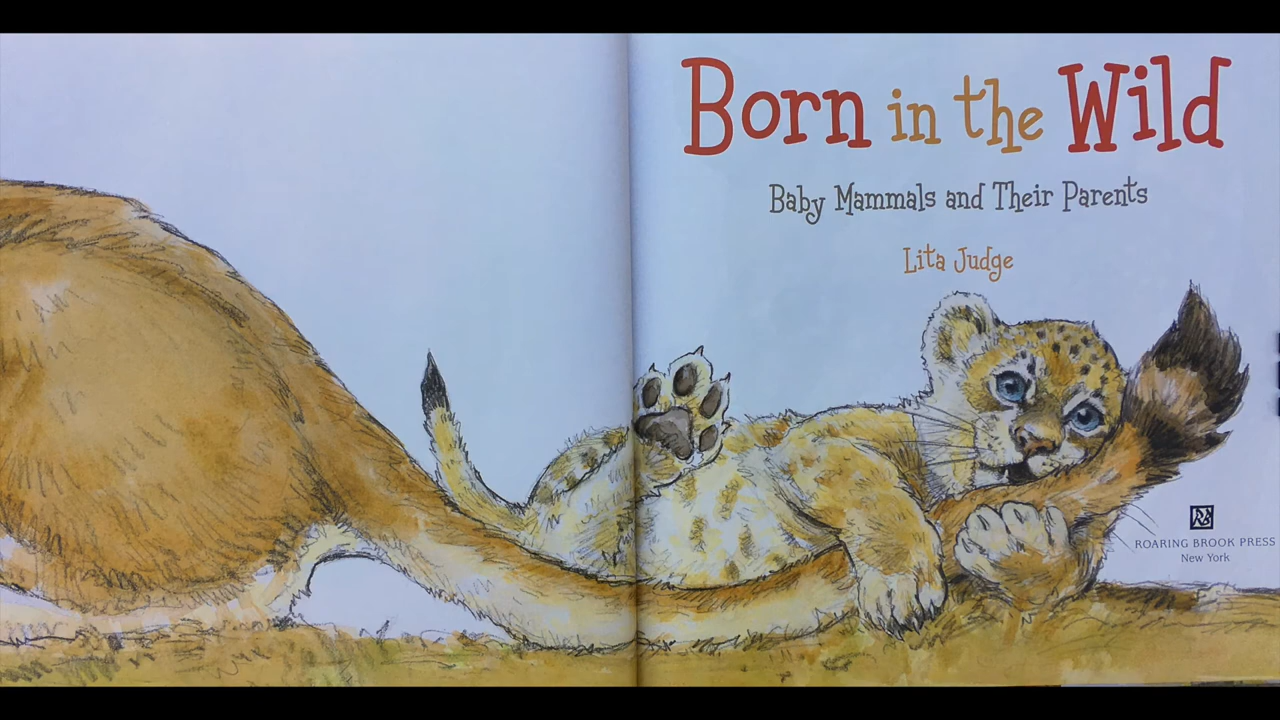 Born in the Wild
Baby Mammals and Their Parents
Lita Judge
ROARING BROOK PRESS
New York